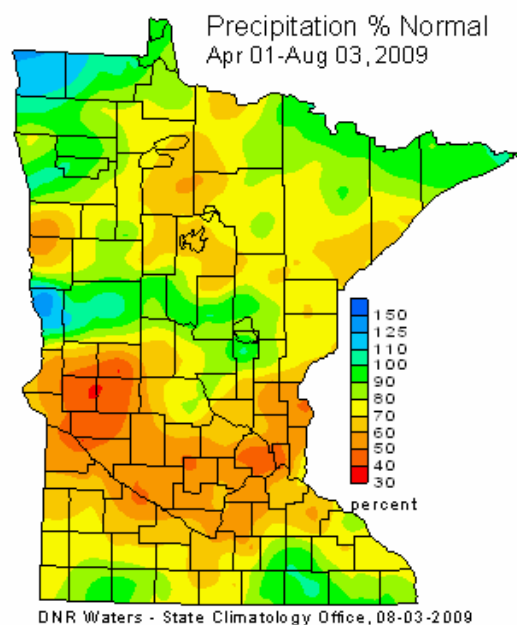 Precipitation % Normal
Apr 01-Aug 03, 2009
150
125
110
100
90
80
70
60
50
40
30
percent
DNR Waters - State Climatology Office, 08-03-2009